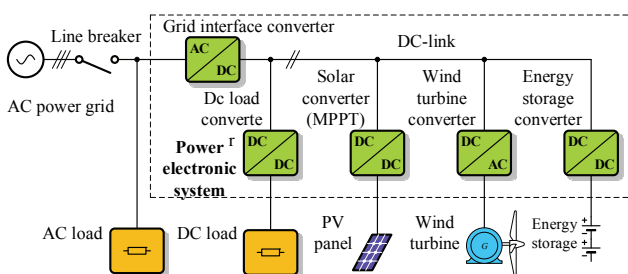 Grid interface converter
Line breaker
AC
DC
DC-link
AC power grid
Dc load
converte
r
Solar
converter
(MPPT)
Wind
turbine
converter
Energy
storage
converter
DC
DC
DC
DC
DC
AC
DC
DC
Power
electronic
system
AC load
DC load
PV
panel
Wind
turbine
G
Energy
storage
+
-
+
-